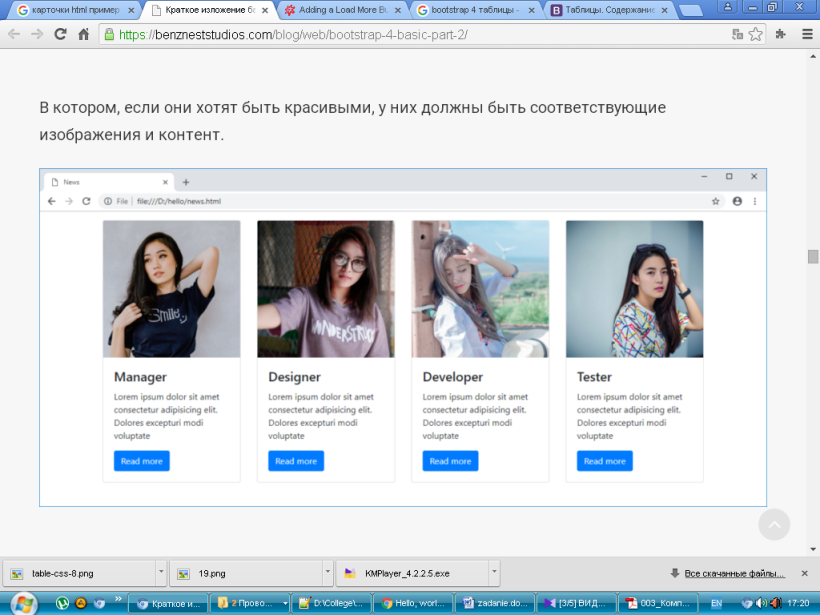 карточки html пример
Краткое изложение бе
Adding a Load More Bu
bootstrap 4 таблицы -
Таблицы. Содержание
https://benzneststudios.com/blog/web/bootstrap-4-basic-part-2/
В котором, если они хотят быть красивыми, у них должны быть соответствующие
изображения и контент.
News
File | file:///D:/hello/news.html
Smile
WNDERSTRUCK
Manager
Designer
Developer
Tester
Lorem ipsum dolor sit amet
consectetur adipisicing elit.
Dolores excepturi modi
voluptate
Lorem ipsum dolor sit amet
consectetur adipisicing elit.
Dolores excepturi modi
voluptate
Lorem ipsum dolor sit amet
consectetur adipisicing elit.
Dolores excepturi modi
voluptate
Lorem ipsum dolor sit amet
consectetur adipisicing elit.
Dolores excepturi modi
voluptate
Read more
Read more
Read more
Read more
table-css-8.png
19.png
KMPlayer_4.2.2.5.exe
Все скачанные файлы...
Краткое и...
2 Прово...
D:\College\...
Hello, worl...
zadanie.do...
[3/5] ВИД...
003_Комп...
EN
17:20